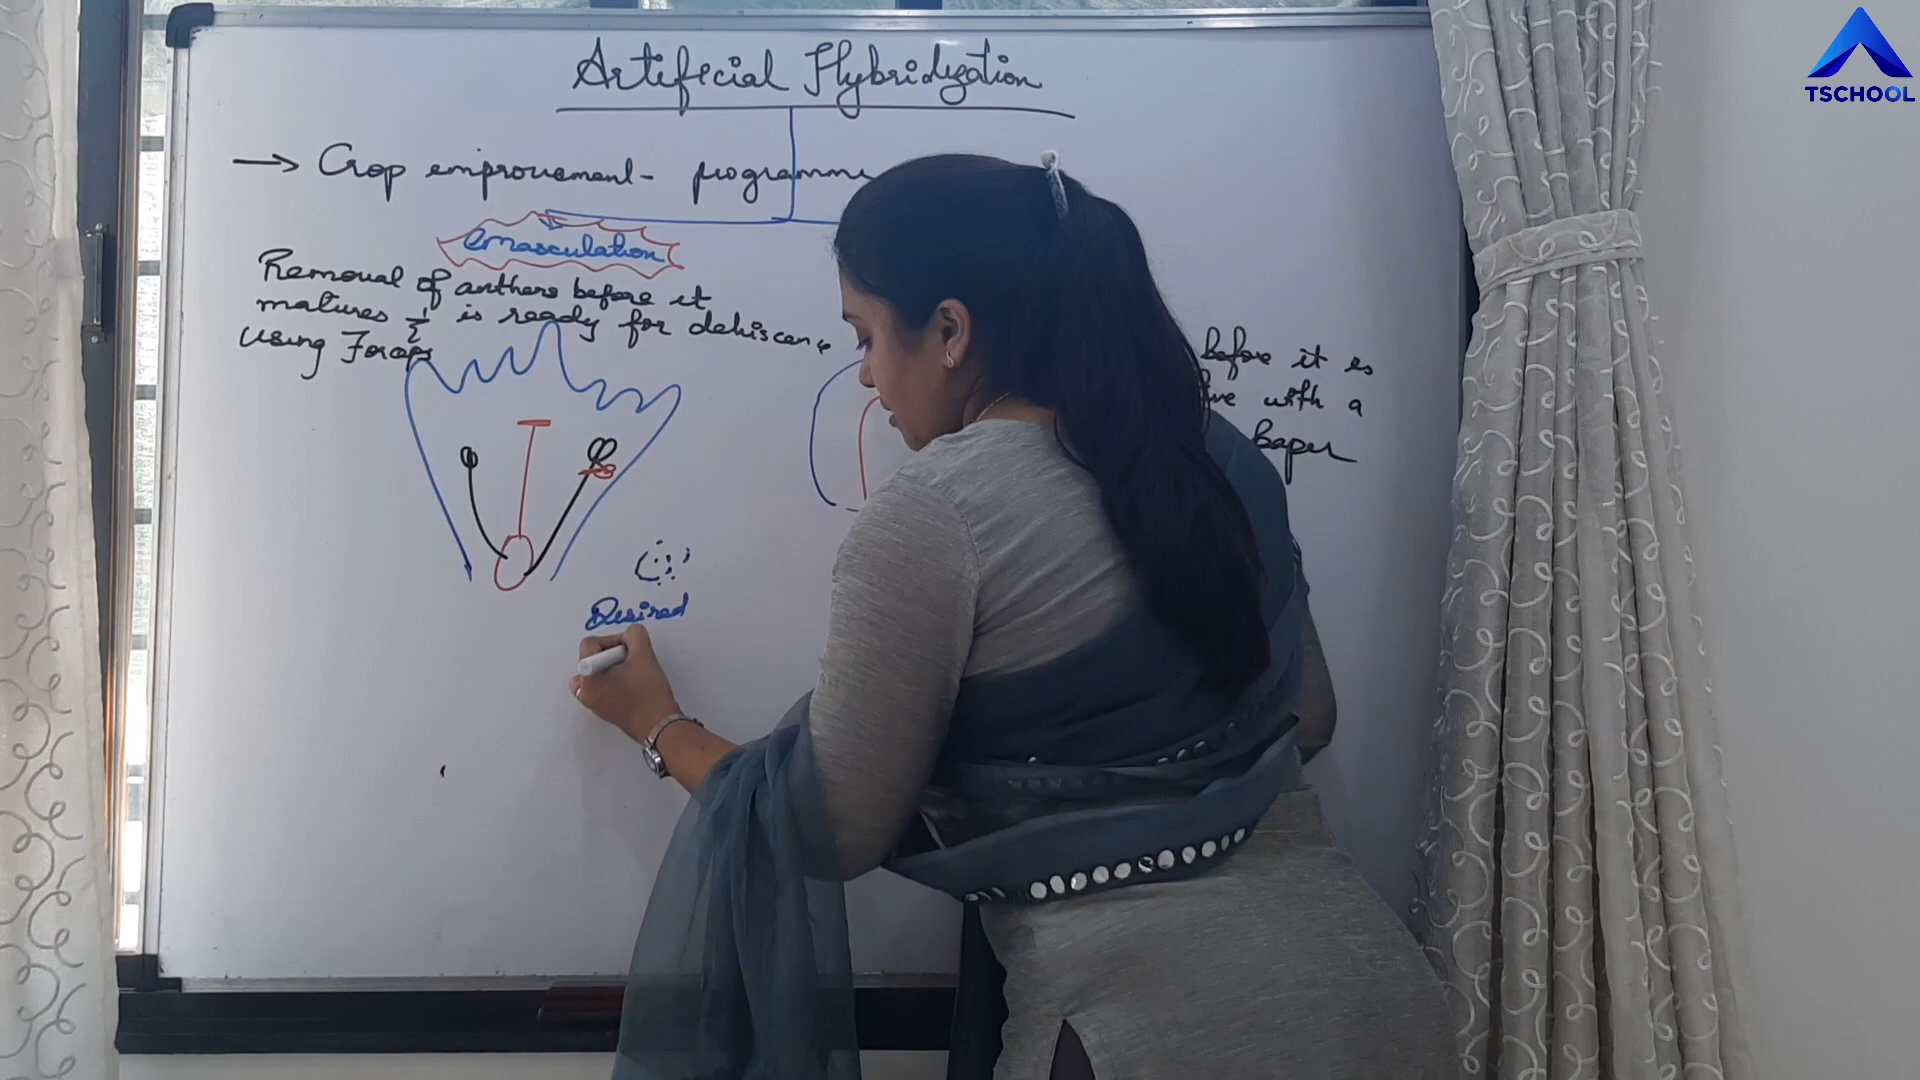 Artificial Hybridization
→ Crop improvement - programme
emasculation
Removal of anthers before it
matures & is ready for dehiscence
using Forceps
before it is
with a
paper
Desired
TSCHOOL